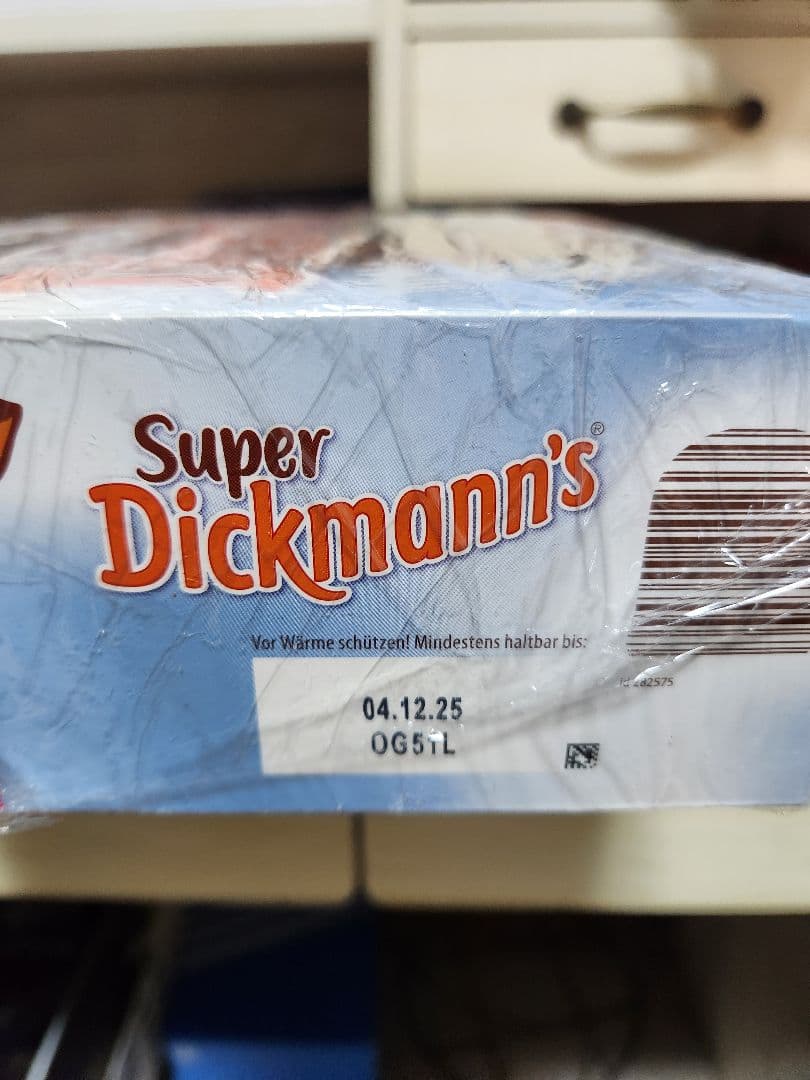 Super
Dickmann's®
Vor Wärme schützen! Mindestens haltbar bis:
04.12.25
OG51L